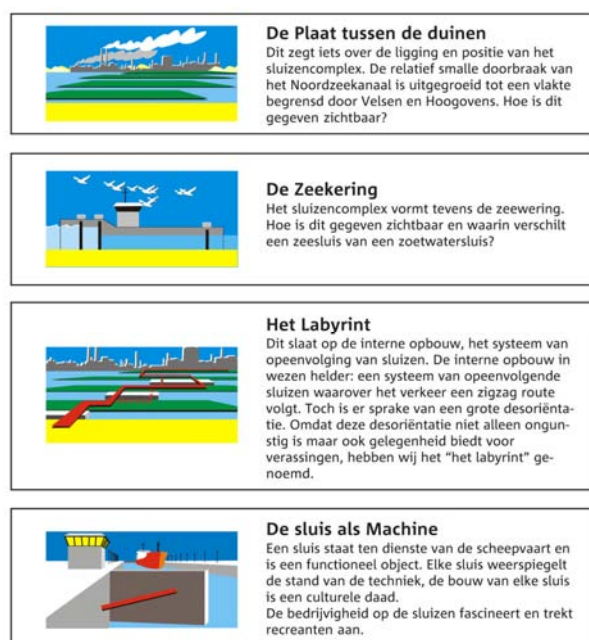 De Plaat tussen de duinen
Dit zegt iets over de ligging en positie van het
sluizencomplex. De relatief smalle doorbraak van
het Noordzeekanaal is uitgegroeid tot een vlakte
begrensd door Velsen en Hoogovens. Hoe is dit
gegeven zichtbaar?
De Zeekering
Het sluizencomplex vormt tevens de zeewering.
Hoe is dit gegeven zichtbaar en waarin verschilt
een zeesluis van een zoetwatersluis?
Het Labyrint
Dit slaat op de interne opbouw, het systeem van
opeenvolging van sluizen. De interne opbouw in
wezen helder: een systeem van opeenvolgende
sluizen waarover het verkeer een zigzag route
volgt. Toch is er sprake van een grote desoriënta-
tie. Omdat deze desoriëntatie niet alleen ongun-
stig is maar ook gelegenheid biedt voor
verassingen, hebben wij het “het labyrint” ge-
noemd.
De sluis als Machine
Een sluis staat ten dienste van de scheepvaart en
is een functioneel object. Elke sluis weerspiegelt
de stand van de techniek, de bouw van elke sluis
is een culturele daad.
De bedrijvigheid op de sluizen fascineert en trekt
recreanten aan.